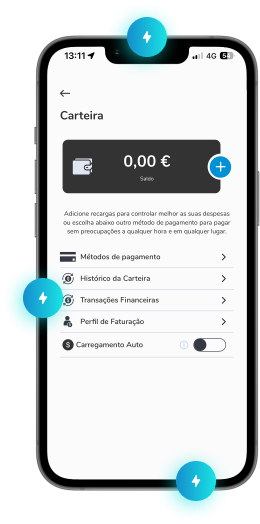 13:11 4G 5
Carteira
0,00 €
Saldo
Adicione recargas para controlar melhor as suas despesas
ou escolha abaixo outro método de pagamento para pagar
sem preocupações a qualquer hora e em qualquer lugar.
Métodos de pagamento
Histórico da Carteira
Transações Financeiras
Perfil de Faturação
Carregamento Auto